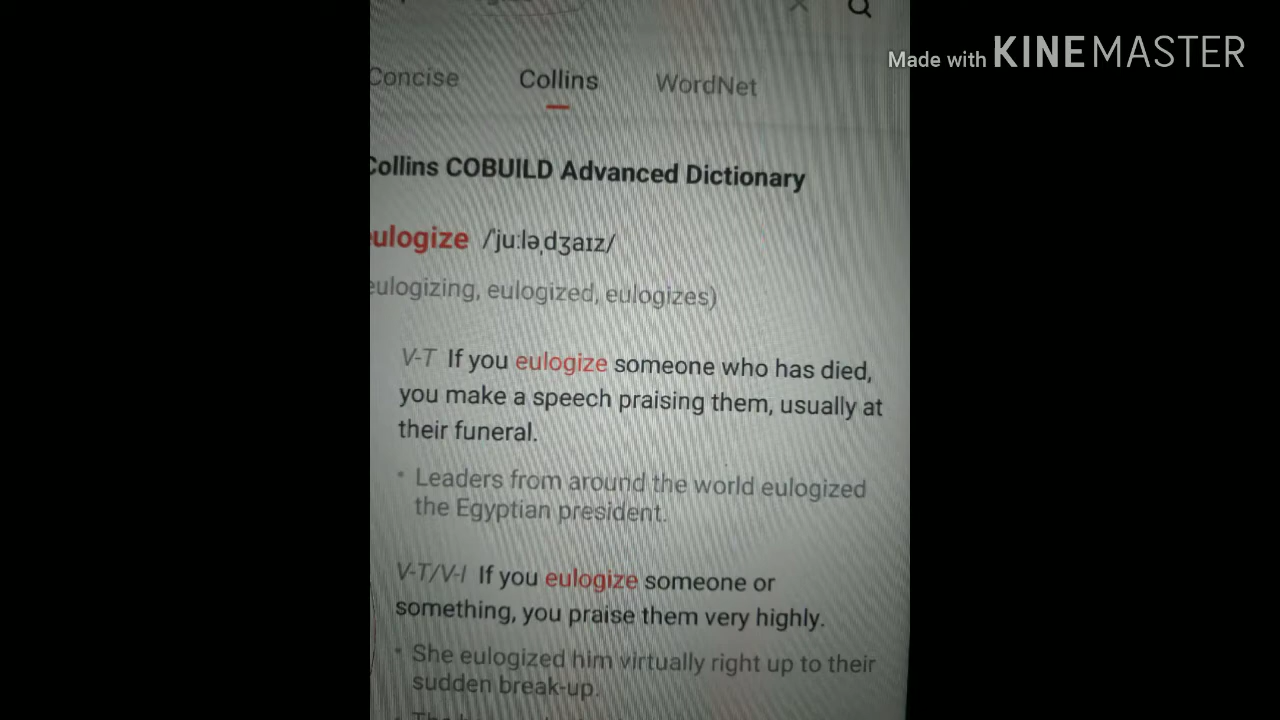 Made with KINEMASTER
Concise Collins WordNet
Collins COBUILD Advanced Dictionary
ulogize /ˈjuːləˌdʒaɪz/
eulogizing, eulogized, eulogizes)
V-T If you eulogize someone who has died,
you make a speech praising them, usually at
their funeral.
• Leaders from around the world eulogized
the Egyptian president.
V-T/V-I If you eulogize someone or
something, you praise them very highly.
• She eulogized him virtually right up to their
sudden break-up.